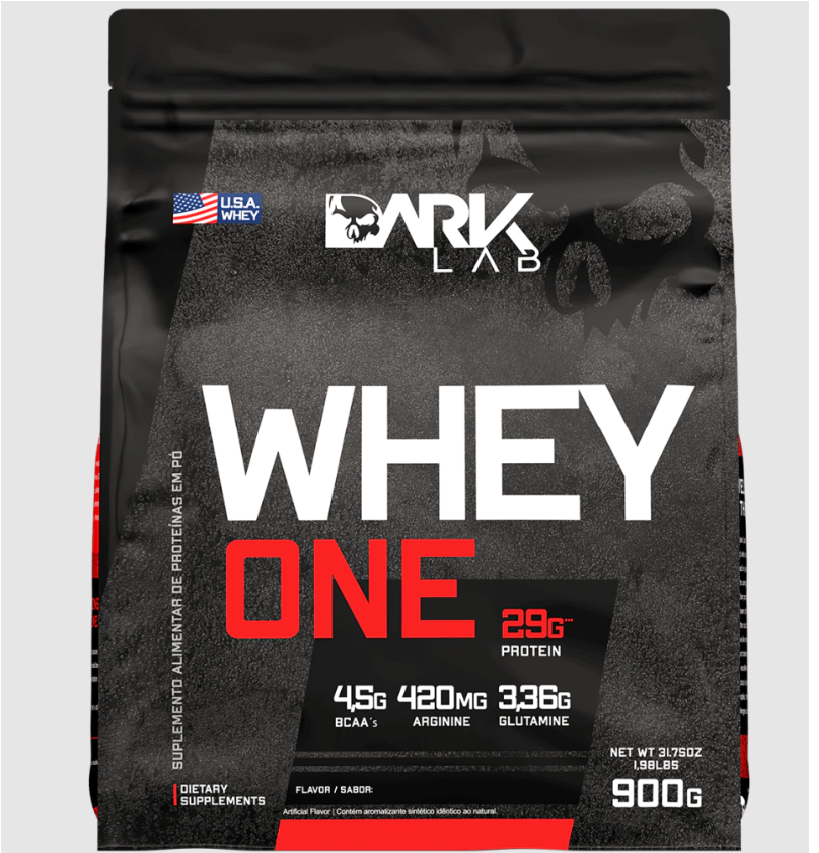 U.S.A.
WHEY
DARK
LAB
WHEY
ONE
29G***
PROTEIN
4,5G 420MG 3,36G
BCAA´s ARGININE GLUTAMINE
SUPLEMENTO ALIMENTAR DE PROTEÍNAS EM PÓ
NET WT 31.75OZ
1,98LBS
900G
DIETARY
SUPPLEMENTS
FLAVOR / SABOR:
Artificial Flavor | Contém aromatizante sintético idêntico ao natural.